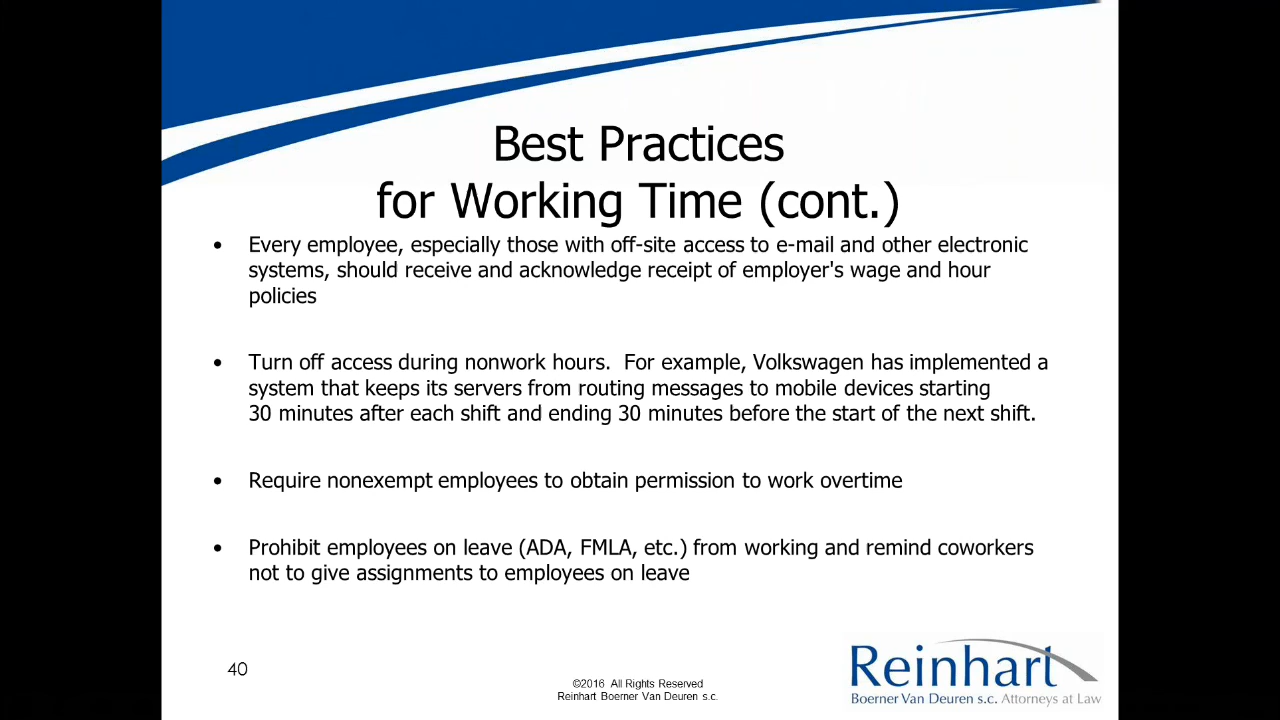 Best Practices
for Working Time (cont.)
• Every employee, especially those with off-site access to e-mail and other electronic
systems, should receive and acknowledge receipt of employer's wage and hour
policies
• Turn off access during nonwork hours.  For example, Volkswagen has implemented a
system that keeps its servers from routing messages to mobile devices starting
30 minutes after each shift and ending 30 minutes before the start of the next shift.
• Require nonexempt employees to obtain permission to work overtime
• Prohibit employees on leave (ADA, FMLA, etc.) from working and remind coworkers
not to give assignments to employees on leave
40
©2016  All Rights Reserved
Reinhart Boerner Van Deuren s.c.
Reinhart
Boerner Van Deuren s.c. Attorneys at Law